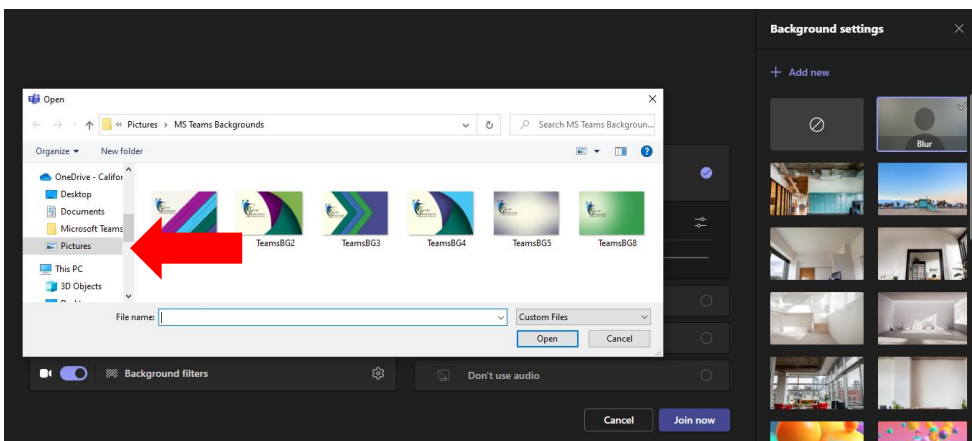 Background settings
Add new
Blur
Open
« Pictures > MS Teams Backgrounds
Search MS Teams Backgroun...
Organize
New folder
OneDrive - Califor
Desktop
Documents
Microsoft Teams
Pictures
This PC
3D Objects
TeamsBG2
TeamsBG3
TeamsBG4
TeamsBG5
TeamsBG8
File name:
Custom Files
Open
Cancel
Background filters
Don't use audio
Cancel
Join now